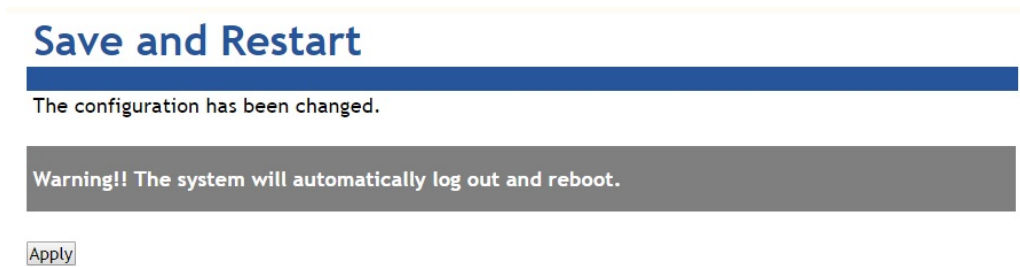 Save and Restart
The configuration has been changed.
Warning!! The system will automatically log out and reboot.
Apply